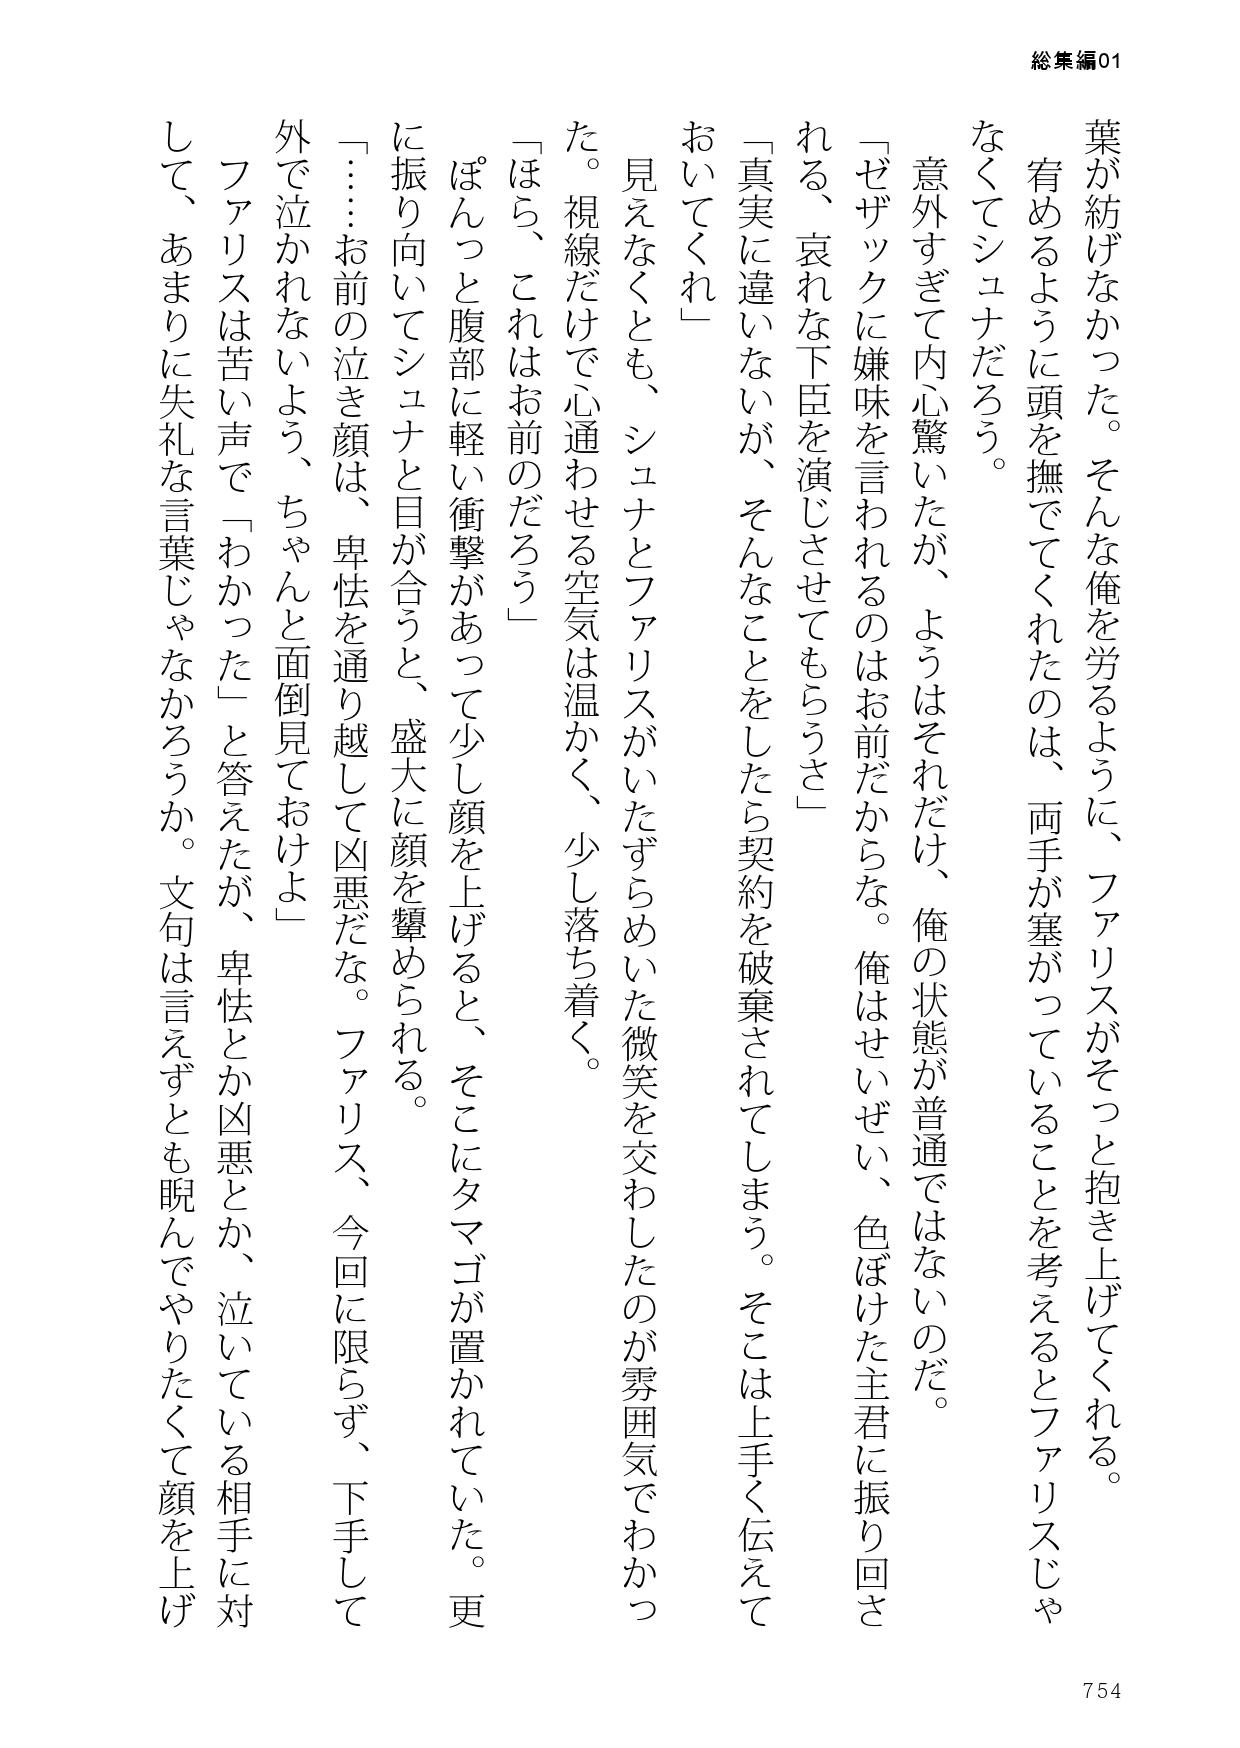 総集編01
葉が紡げなかった。そんな俺を労るように、ファリスがそっと抱き上げてくれる。
宥めるように頭を撫でてくれたのは、両手が塞がっていることを考えるとファリスじゃ
なくてシュナだろう。
意外すぎて内心驚いたが、ようはそれだけ、俺の状態が普通ではないのだ。
「ゼザックに嫌味を言われるのはお前だからな。俺はせいぜい、色ぼけた主君に振り回さ
れる、哀れな下臣を演じさせてもらうさ」
「真実に違いないが、そんなことをしたら契約を破棄されてしまう。そこは上手く伝えて
おいてくれ」
見えなくとも、シュナとファリスがいたずらめいた微笑を交わしたのが雰囲気でわかっ
た。視線だけで心通わせる空気は温かく、少し落ち着く。
「ほら、これはお前のだろう」
ぽんっと腹部に軽い衝撃があって少し顔を上げると、そこにタマゴが置かれていた。更
に振り向いてシュナと目が合うと、盛大に顔を顰められる。
「……お前の泣き顔は、卑怯を通り越して凶悪だな。ファリス、今回に限らず、下手して
外で泣かれないよう、ちゃんと面倒見ておけよ」
ファリスは苦い声で「わかった」と答えたが、卑怯とか凶悪とか、泣いている相手に対
して、あまりに失礼な言葉じゃなかろうか。文句は言えずとも睨んでやりたくて顔を上げ
754